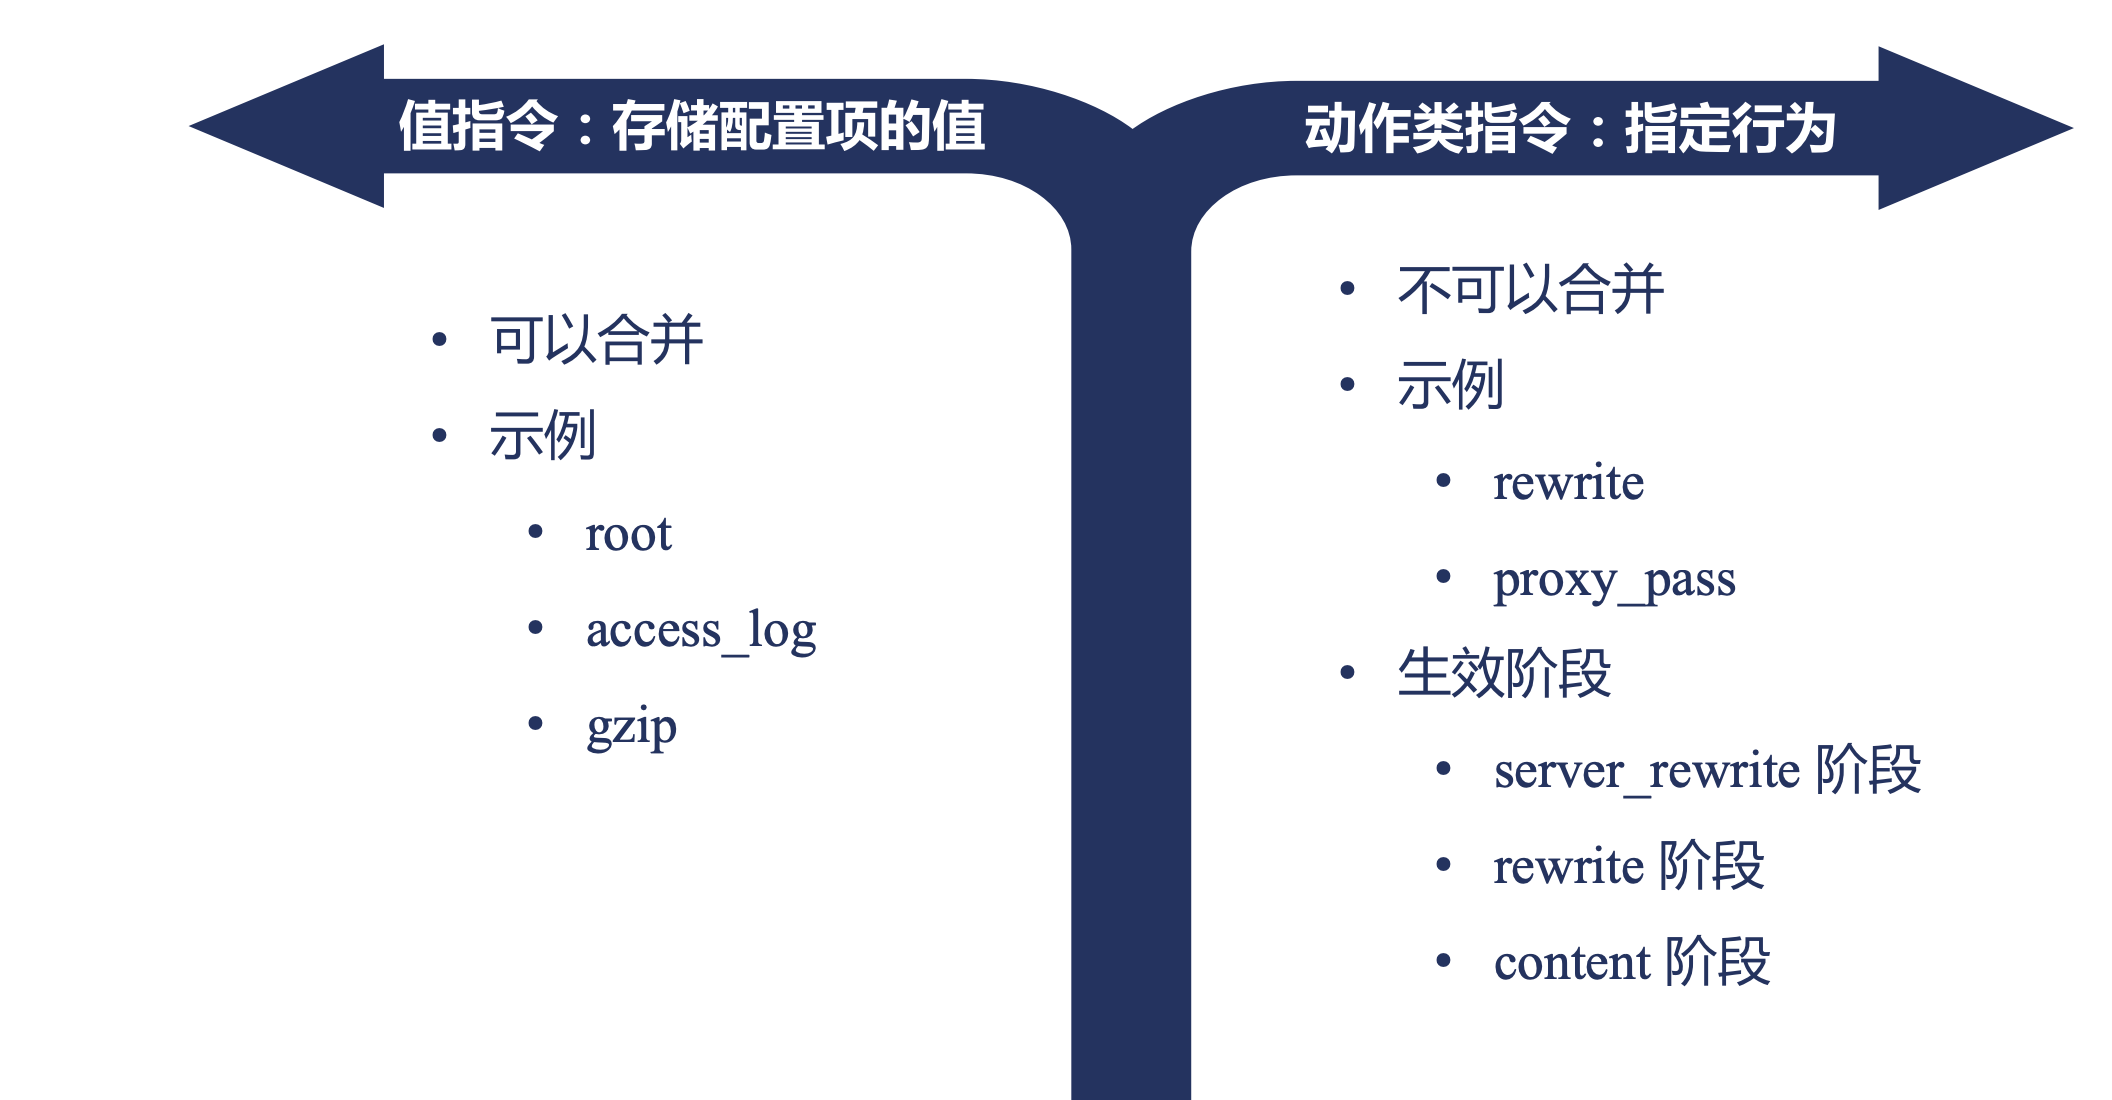 值指令：存储配置项的值
可以合并
示例
root
access_log
gzip
动作类指令：指定行为
不可以合并
示例
rewrite
proxy_pass
生效阶段
server_rewrite 阶段
rewrite 阶段
content 阶段